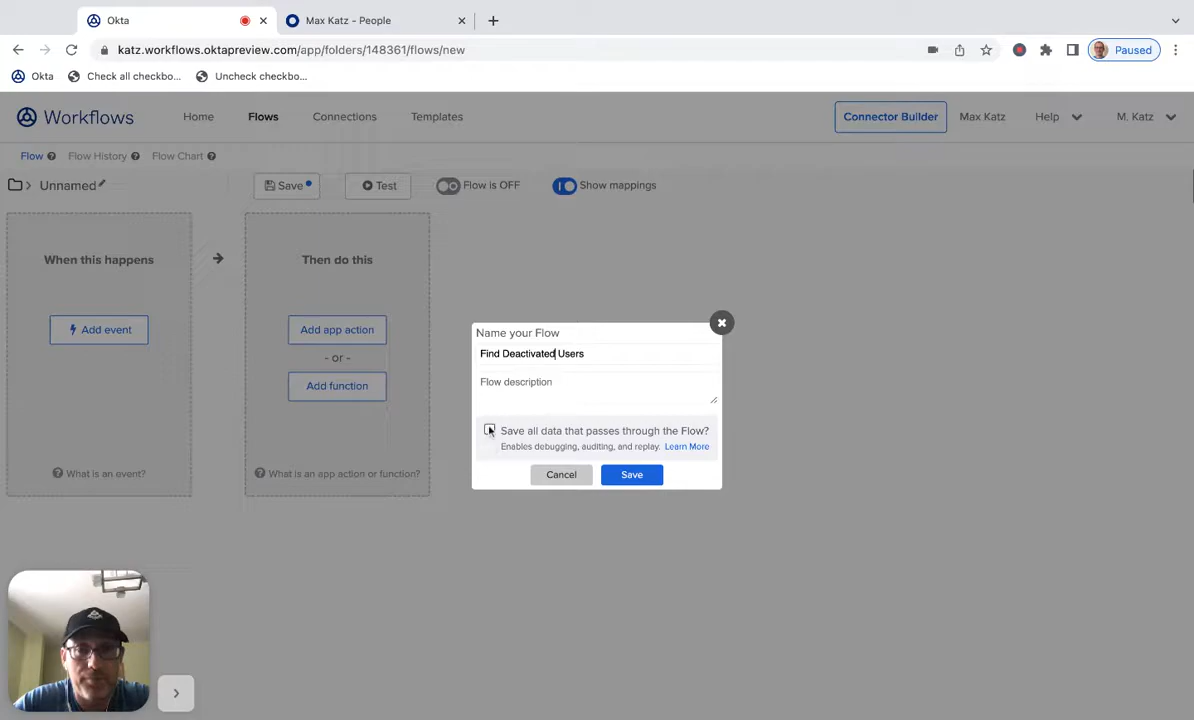 Okta
Max Katz - People
katz.workflows.oktapreview.com/app/folders/148361/flows/new
Paused
Okta
Check all checkbo...
Uncheck checkbo...
Workflows
Home
Flows
Connections
Templates
Connector Builder
Max Katz
Help
M. Katz
Flow
Flow History
Flow Chart
Unnamed
Save
Test
Flow is OFF
Show mappings
When this happens
Add event
What is an event?
Then do this
Add app action
- or -
Add function
What is an app action or function?
Name your Flow
Find Deactivated Users
Flow description
Save all data that passes through the Flow?
Enables debugging, auditing, and replay. Learn More
Cancel
Save